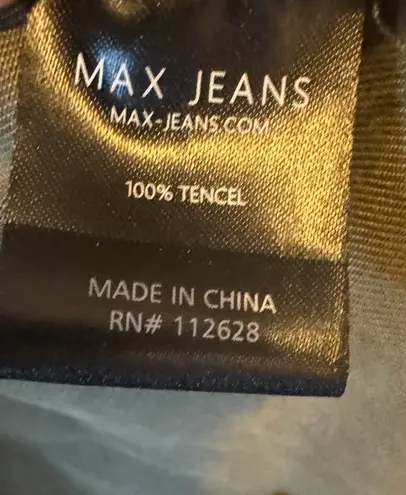 MAX JEANS
MAX-JEANS.COM
100% TENCEL
MADE IN CHINA
RN# 112628